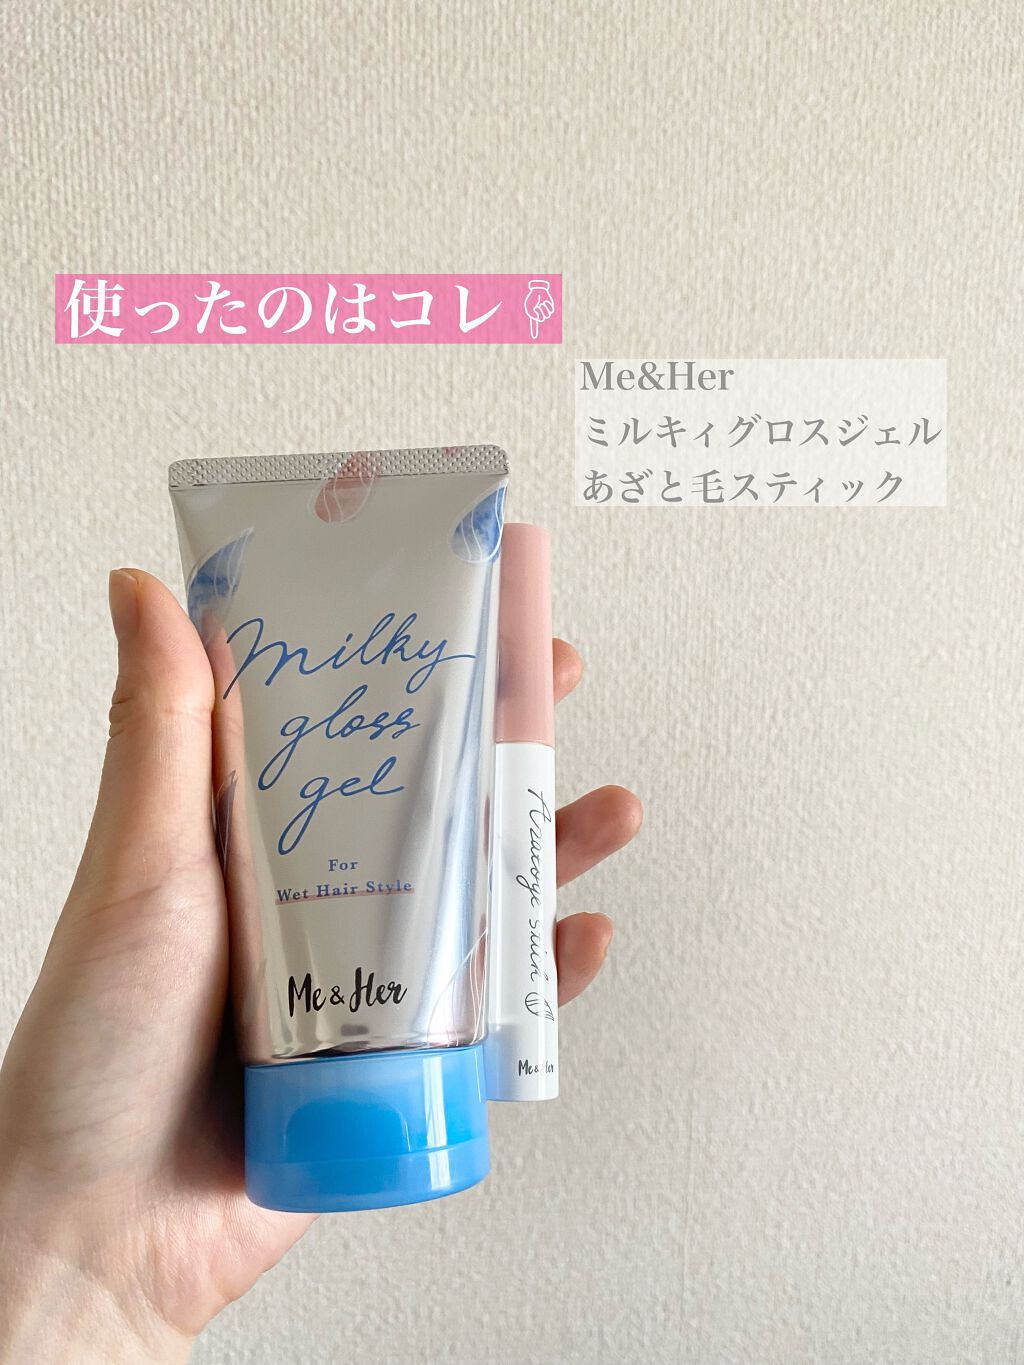 使ったのはコレ👇
Me&Her
ミルキィグロスジェル
あざと毛スティック
Milky
gloss
gel
For
Wet Hair Style
Me & Her
Azatoge stick
Me &